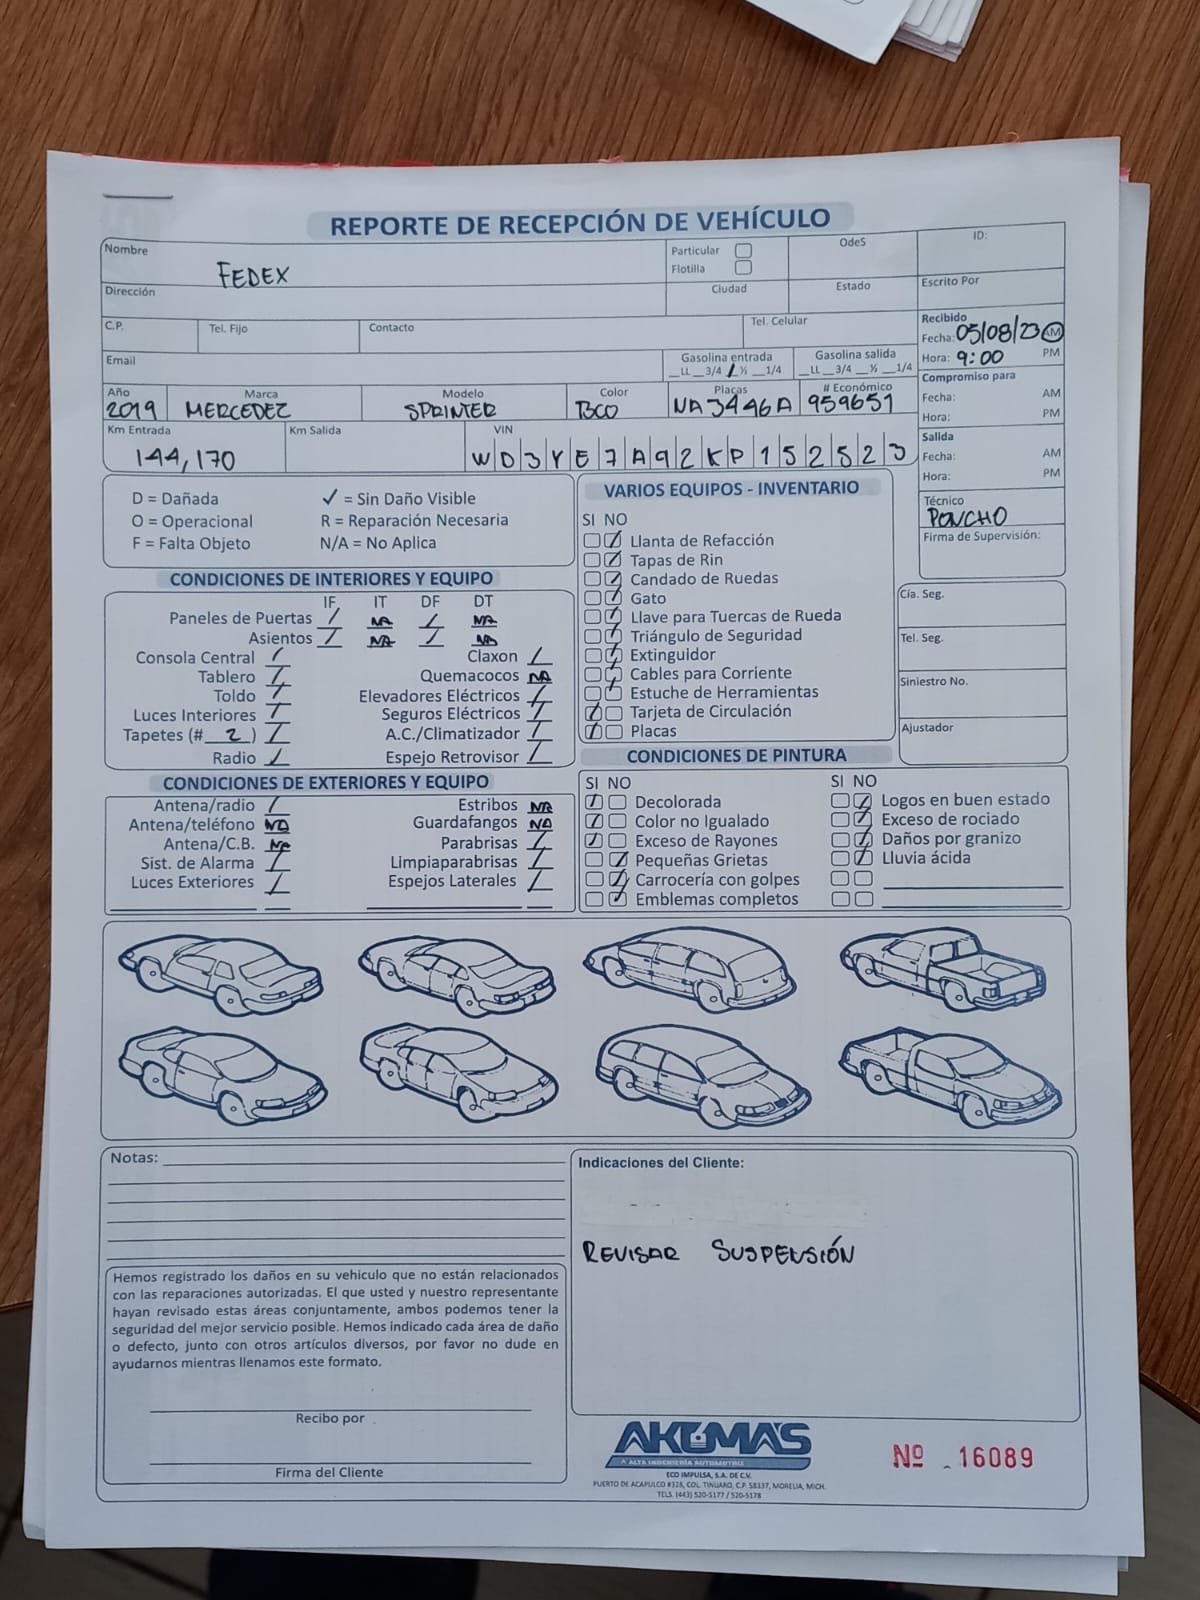 REPORTE DE RECEPCIÓN DE VEHÍCULO
Nombre FEDEX Particular Flotilla OdeS ID:
Dirección Ciudad Estado Escrito Por
C.P. Tel. Fijo Contacto Tel. Celular Recibido
Fecha: 05/08/23 AM
Hora: 9:00 PM
Email Gasolina entrada __LL __3/4 / ½ __1/4 Gasolina salida __LL __3/4 __½ __1/4
Compromiso para
Fecha: AM
Hora: PM
Año 2019 Marca MERCEDEZ Modelo SPRINTER Color BCO Placas NA3446A # Económico 959651
Km Entrada 144,170 Km Salida VIN WD3YE7A92KP152523
Salida
Fecha: AM
Hora: PM
Técnico
PONCHO
Firma de Supervisión:
D = Dañada ✓ = Sin Daño Visible
O = Operacional R = Reparación Necesaria
F = Falta Objeto N/A = No Aplica
CONDICIONES DE INTERIORES Y EQUIPO
IF IT DF DT
Paneles de Puertas / NA / NA
Asientos / NA / NA
Consola Central / Claxon /
Tablero / Quemacocos NA
Toldo / Elevadores Eléctricos /
Luces Interiores / Seguros Eléctricos /
Tapetes (# 2 ) / A.C./Climatizador /
Radio / Espejo Retrovisor /
CONDICIONES DE EXTERIORES Y EQUIPO
Antena/radio / Estribos NA
Antena/teléfono NA Guardafangos NA
Antena/C.B. NA Parabrisas /
Sist. de Alarma / Limpiaparabrisas /
Luces Exteriores / Espejos Laterales /
VARIOS EQUIPOS - INVENTARIO
SI NO
Llanta de Refacción
Tapas de Rin
Candado de Ruedas
Gato
Llave para Tuercas de Rueda
Triángulo de Seguridad
Extinguidor
Cables para Corriente
Estuche de Herramientas
Tarjeta de Circulación
Placas
Cía. Seg.
Tel. Seg.
Siniestro No.
Ajustador
CONDICIONES DE PINTURA
SI NO SI NO
Decolorada Logos en buen estado
Color no Igualado Exceso de rociado
Exceso de Rayones Daños por granizo
Pequeñas Grietas Lluvia ácida
Carrocería con golpes
Emblemas completos
Notas:
Indicaciones del Cliente:
REVISAR SUSPENSIÓN
Hemos registrado los daños en su vehiculo que no están relacionados
con las reparaciones autorizadas. El que usted y nuestro representante
hayan revisado estas áreas conjuntamente, ambos podemos tener la
seguridad del mejor servicio posible. Hemos indicado cada área de daño
o defecto, junto con otros artículos diversos, por favor no dude en
ayudarnos mientras llenamos este formato.
Recibo por
Firma del Cliente
AKUMAS
ALTA INGENIERÍA AUTOMOTRIZ
ECO IMPULSA, S.A. DE C.V.
PUERTO DE ACAPULCO #328, COL. TINIJARO, C.P. 58337, MORELIA, MICH.
TELS. (443) 520-5177 / 520-5178
Nº 16089